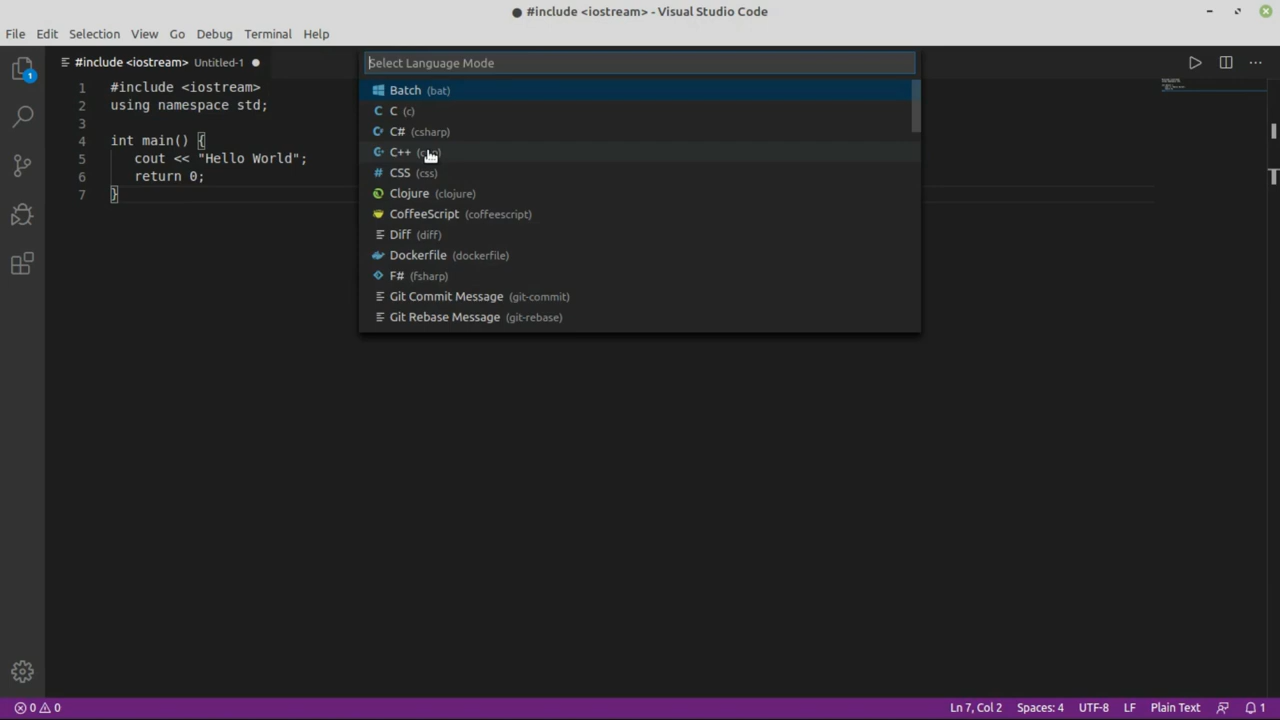 #include <iostream> - Visual Studio Code
File Edit Selection View Go Debug Terminal Help
1
#include <iostream> Untitled-1
1 #include <iostream>
2 using namespace std;
3
4 int main() {
5 cout << "Hello World";
6 return 0;
7 }
Select Language Mode
Batch (bat)
C (c)
C# (csharp)
C++
CSS (css)
Clojure (clojure)
CoffeeScript (coffeescript)
Diff (diff)
Dockerfile (dockerfile)
F# (fsharp)
Git Commit Message (git-commit)
Git Rebase Message (git-rebase)
0 0 Ln 7, Col 2 Spaces: 4 UTF-8 LF Plain Text 1